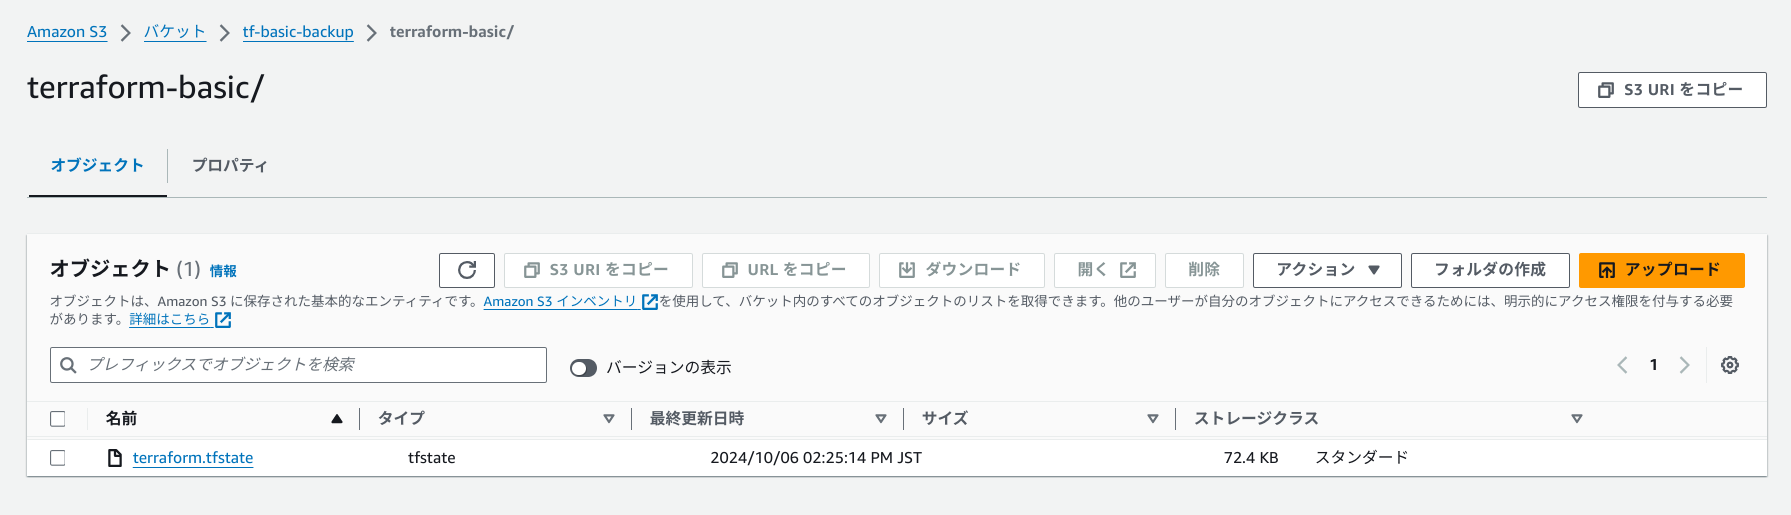 Amazon S3 > バケット > tf-basic-backup > terraform-basic/
terraform-basic/
S3 URI をコピー
オブジェクト プロパティ
オブジェクト (1) 情報
S3 URI をコピー URL をコピー ダウンロード 開く 削除 アクション フォルダの作成 アップロード
オブジェクトは、Amazon S3 に保存された基本的なエンティティです。Amazon S3 インベントリ を使用して、バケット内のすべてのオブジェクトのリストを取得できます。他のユーザーが自分のオブジェクトにアクセスできるためには、明示的にアクセス権限を付与する必要
があります。詳細はこちら
プレフィックスでオブジェクトを検索 バージョンの表示 1
名前 タイプ 最終更新日時 サイズ ストレージクラス
terraform.tfstate tfstate 2024/10/06 02:25:14 PM JST 72.4 KB スタンダード